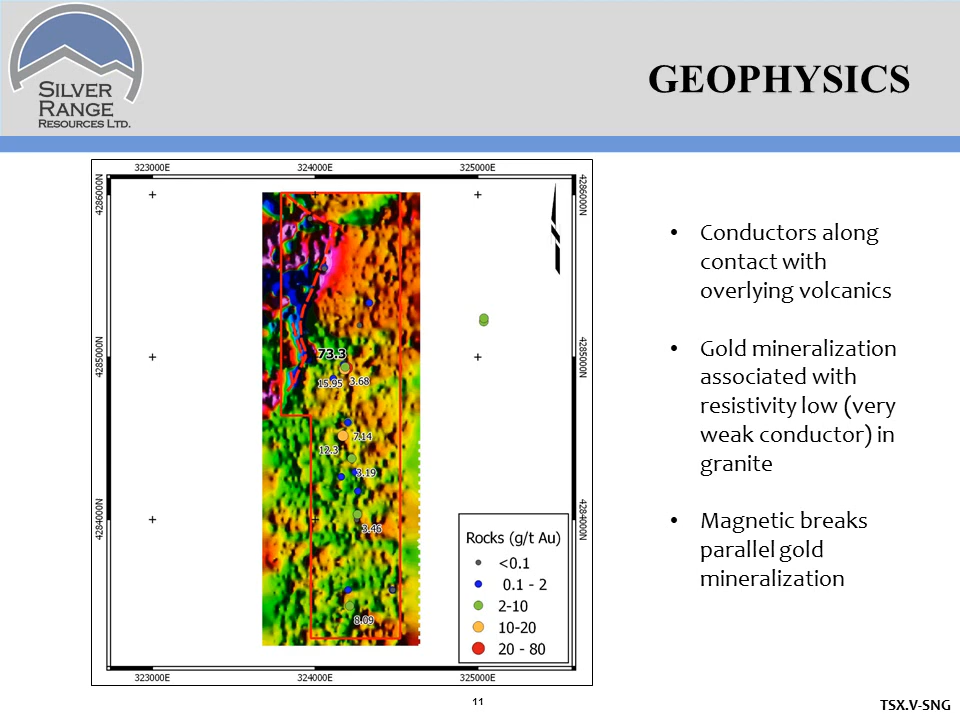 SILVER
RANGE
RESOURCES LTD.
GEOPHYSICS
323000E 324000E 325000E
4286000N 4286000N
4285000N 4285000N
4284000N 4284000N
73.3
15.95 3.68
7.14
12.3
3.19
3.46
8.09
Rocks (g/t Au)
<0.1
0.1 - 2
2-10
10-20
20 - 80
323000E 324000E 325000E
• Conductors along
contact with
overlying volcanics
• Gold mineralization
associated with
resistivity low (very
weak conductor) in
granite
• Magnetic breaks
parallel gold
mineralization
11
TSX.V-SNG